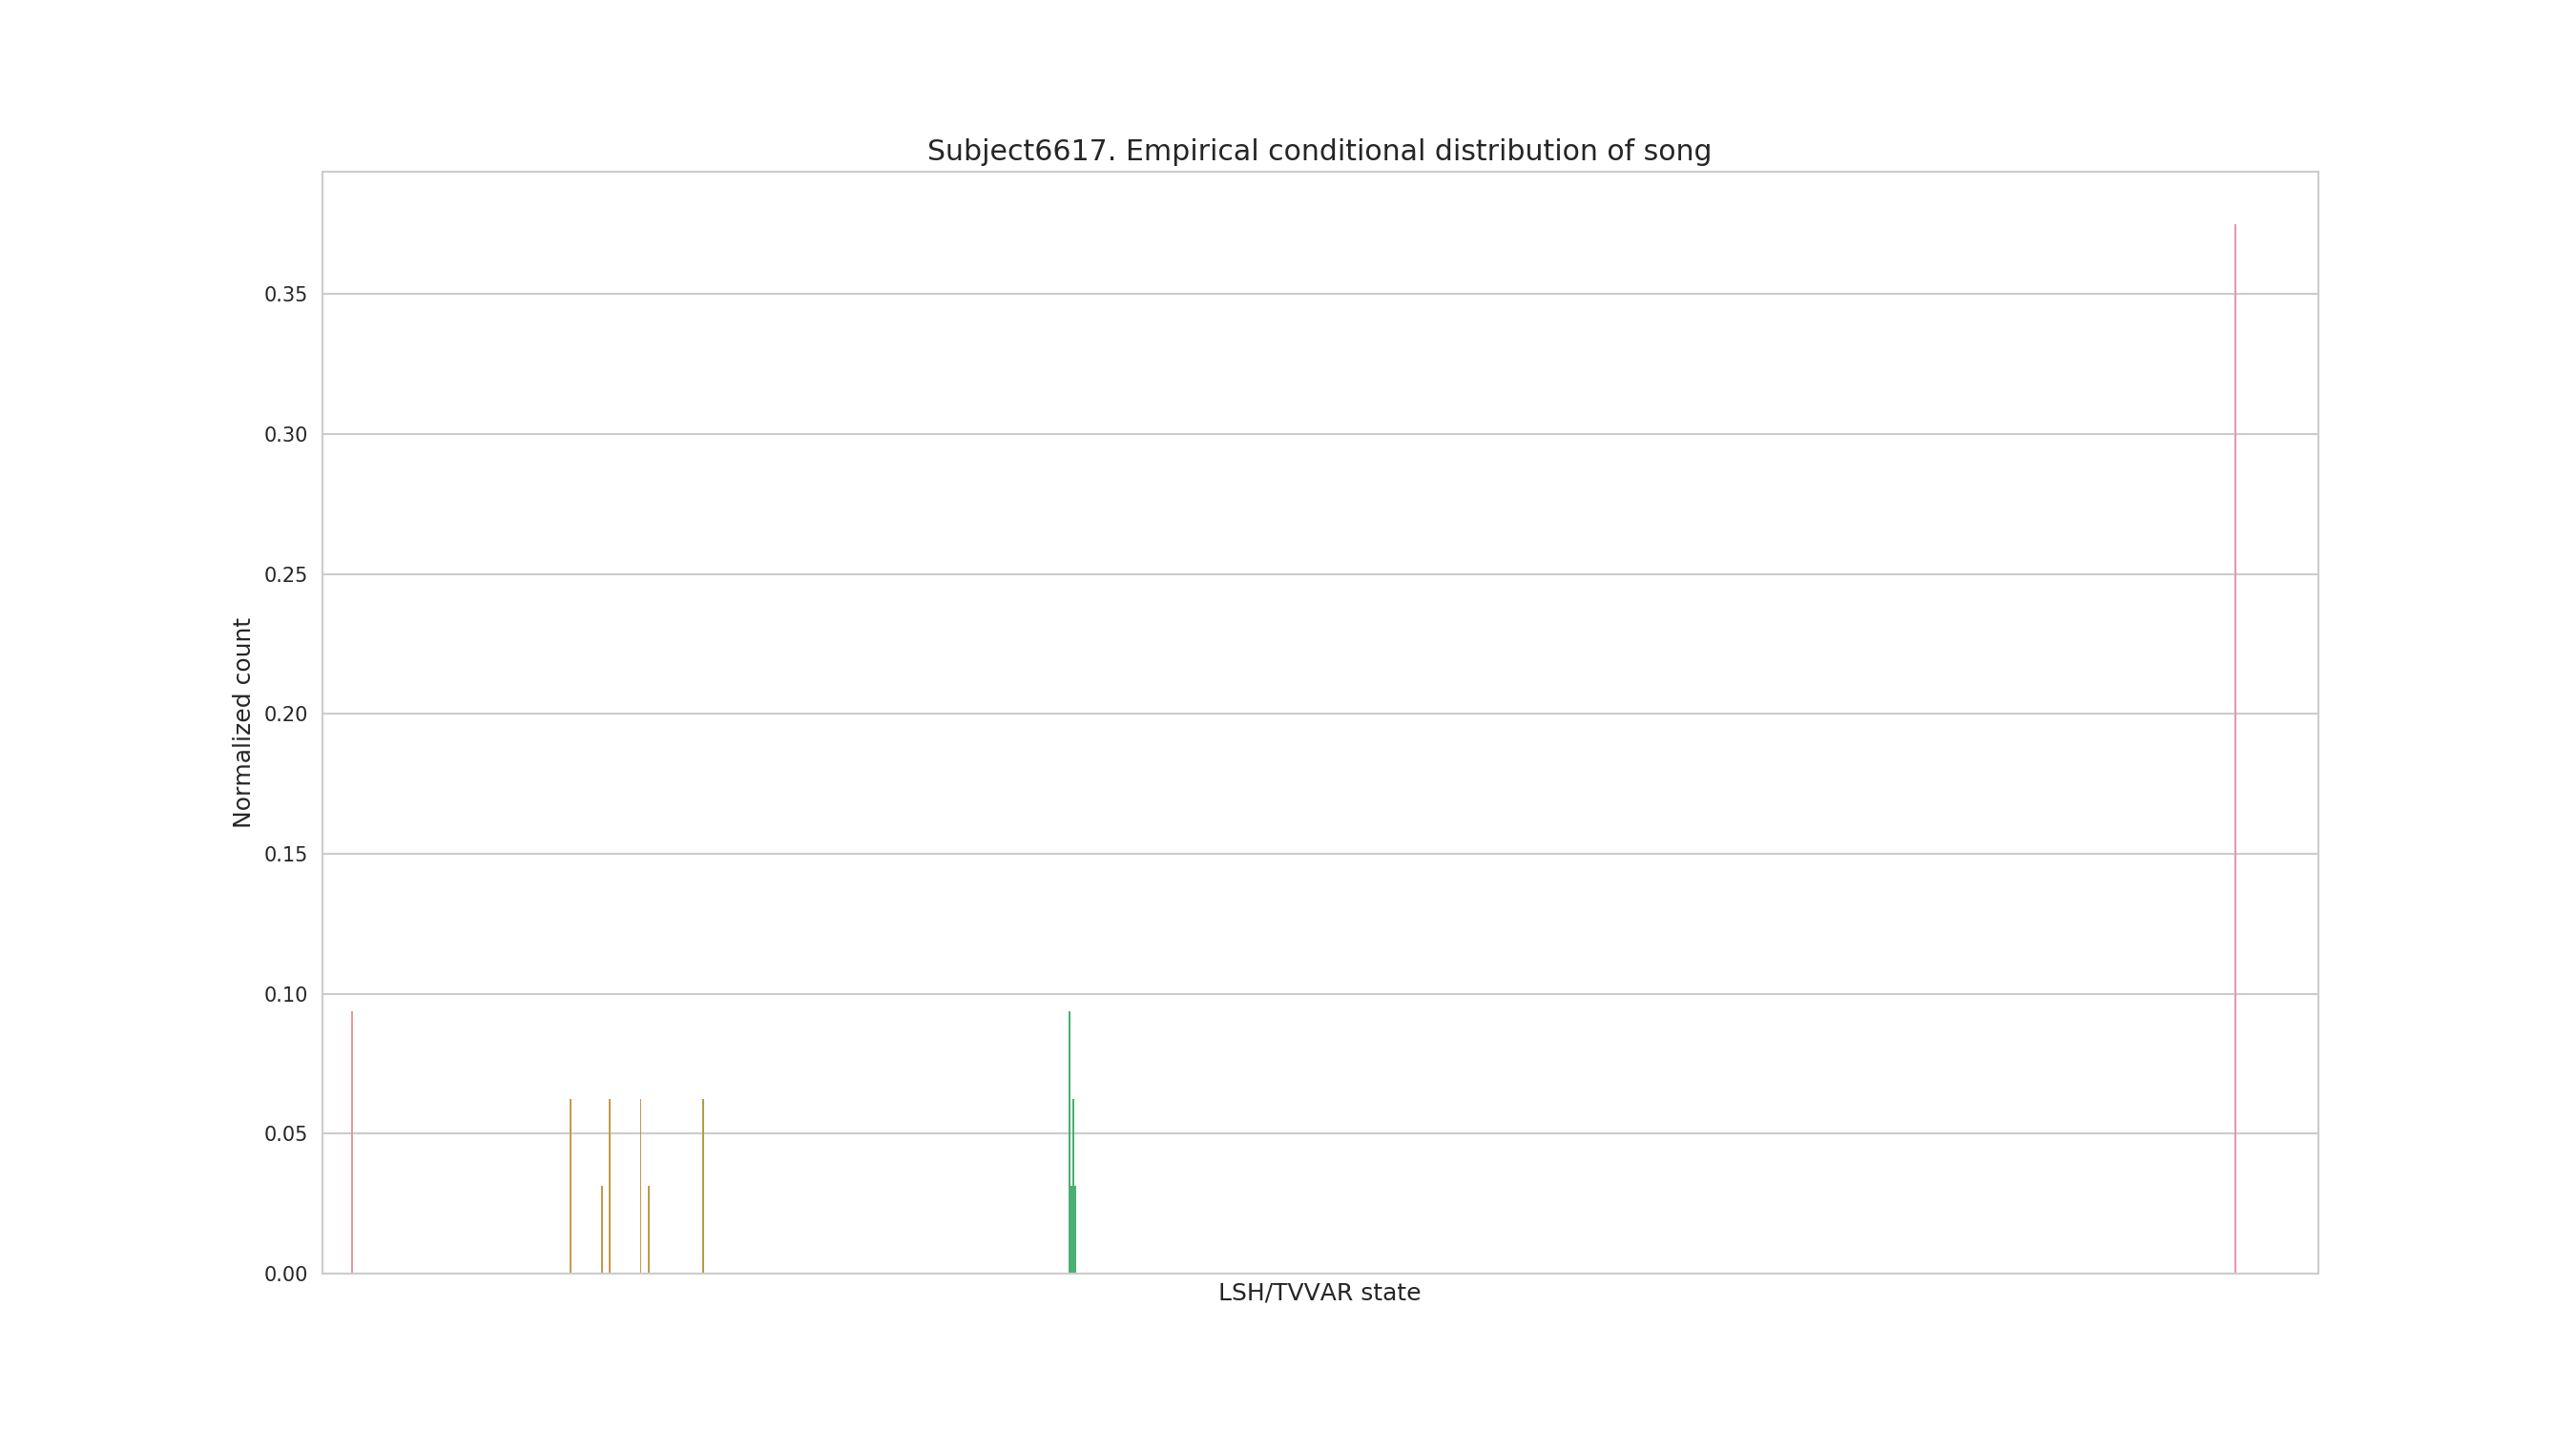 Subject6617. Empirical conditional distribution of song
0.35
0.30
0.25
0.20
0.15
0.10
0.05
0.00
Normalized count
LSH/TVVAR state